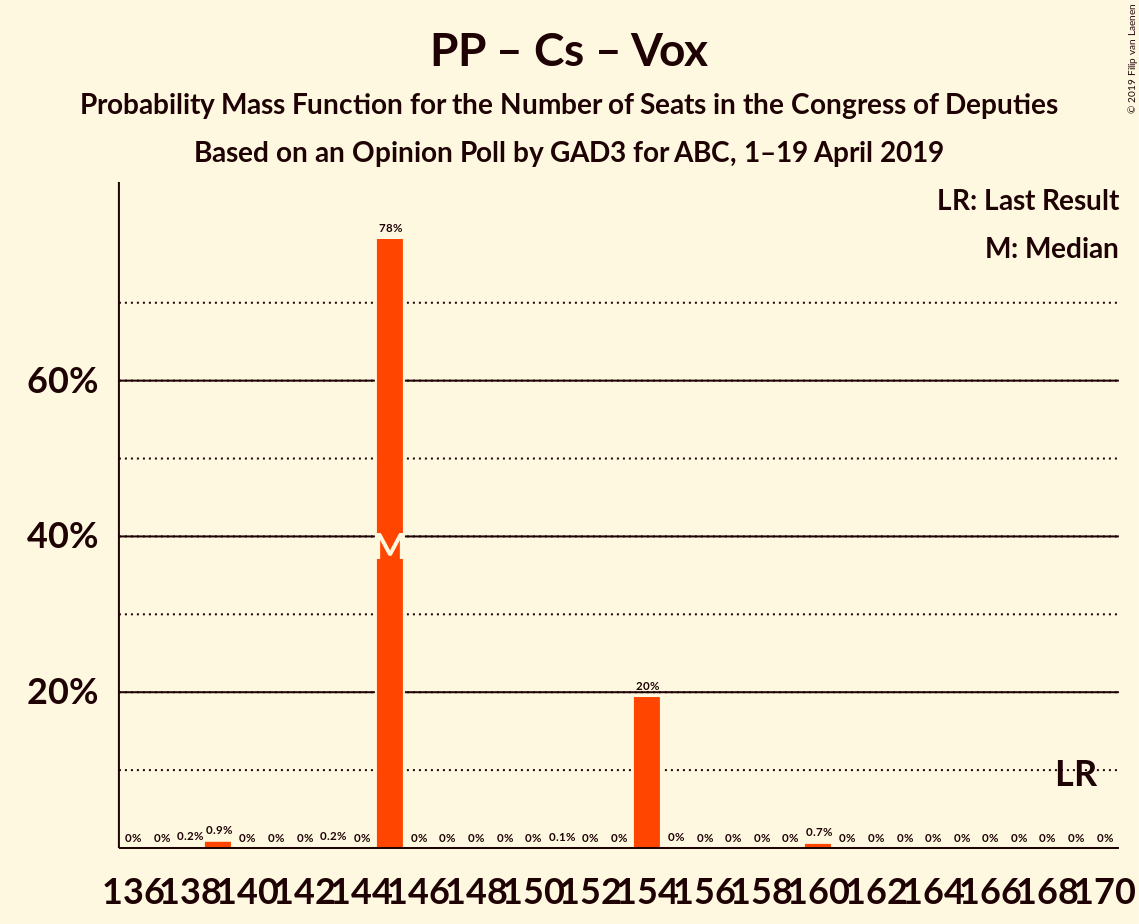 PP – Cs – Vox
Probability Mass Function for the Number of Seats in the Congress of Deputies
Based on an Opinion Poll by GAD3 for ABC, 1–19 April 2019
© 2019 Filip van Laenen
LR: Last Result
M: Median
78%
60%
40%
M
20%
20%
LR
0% 0% 0.2% 0.9% 0% 0% 0% 0.2% 0% 0% 0% 0% 0% 0% 0.1% 0% 0% 0% 0% 0% 0% 0% 0.7% 0% 0% 0% 0% 0% 0% 0% 0% 0% 0%
136 138 140 142 144 146 148 150 152 154 156 158 160 162 164 166 168 170